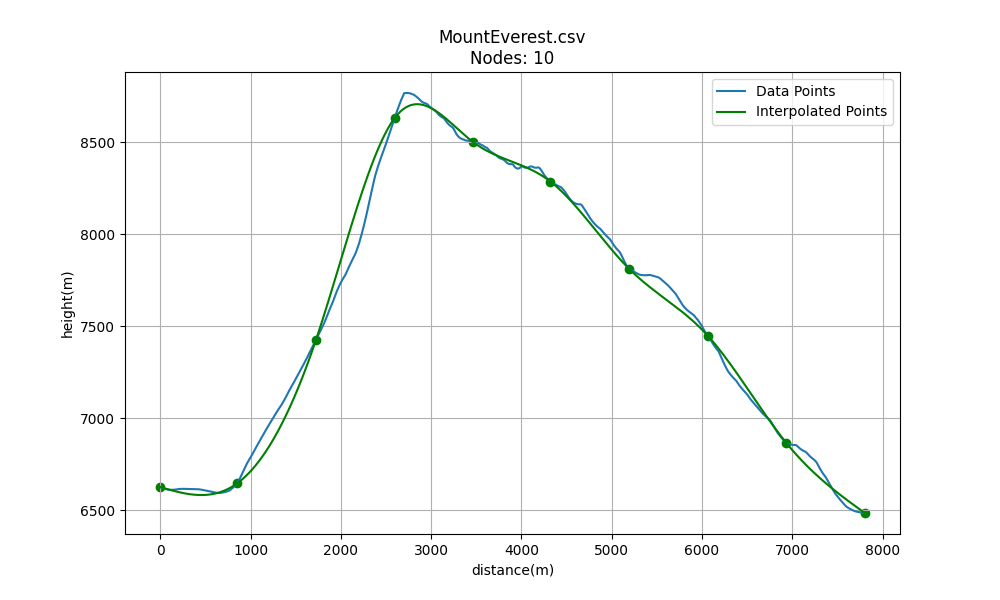 MountEverest.csv
Nodes: 10
Data Points
Interpolated Points
height(m)
8500
8000
7500
7000
6500
0 1000 2000 3000 4000 5000 6000 7000 8000
distance(m)